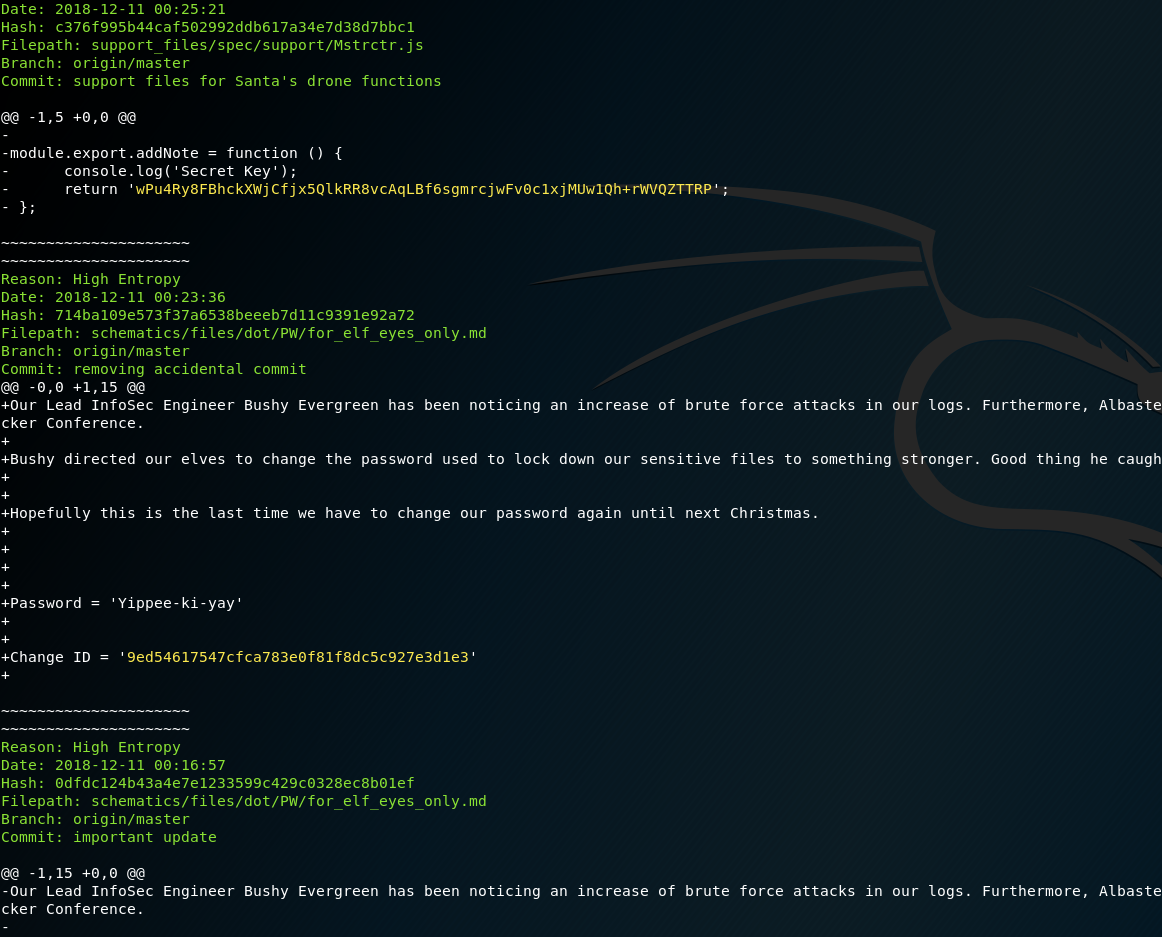 Date: 2018-12-11 00:25:21
Hash: c376f995b44caf502992ddb617a34e7d38d7bbc1
Filepath: support_files/spec/support/Mstrctr.js
Branch: origin/master
Commit: support files for Santa's drone functions
@@ -1,5 +0,0 @@
-
-module.export.addNote = function () {
-      console.log('Secret Key');
-      return 'wPu4Ry8FBhckXWjCfjx5QlkRR8vcAqLBf6sgmrcjwFv0c1xjMUw1Qh+rWVQZTTRP';
- };
~~~~~~~~~~~~~~~~~~~~~
~~~~~~~~~~~~~~~~~~~~~
Reason: High Entropy
Date: 2018-12-11 00:23:36
Hash: 714ba109e573f37a6538beeeb7d11c9391e92a72
Filepath: schematics/files/dot/PW/for_elf_eyes_only.md
Branch: origin/master
Commit: removing accidental commit
@@ -0,0 +1,15 @@
+Our Lead InfoSec Engineer Bushy Evergreen has been noticing an increase of brute force attacks in our logs. Furthermore, Albaste
cker Conference.
+
+Bushy directed our elves to change the password used to lock down our sensitive files to something stronger. Good thing he caugh
+
+
+Hopefully this is the last time we have to change our password again until next Christmas.
+
+
+
+
+Password = 'Yippee-ki-yay'
+
+
+Change ID = '9ed54617547cfca783e0f81f8dc5c927e3d1e3'
+
~~~~~~~~~~~~~~~~~~~~~
~~~~~~~~~~~~~~~~~~~~~
Reason: High Entropy
Date: 2018-12-11 00:16:57
Hash: 0dfdc124b43a4e7e1233599c429c0328ec8b01ef
Filepath: schematics/files/dot/PW/for_elf_eyes_only.md
Branch: origin/master
Commit: important update
@@ -1,15 +0,0 @@
-Our Lead InfoSec Engineer Bushy Evergreen has been noticing an increase of brute force attacks in our logs. Furthermore, Albaste
cker Conference.
-